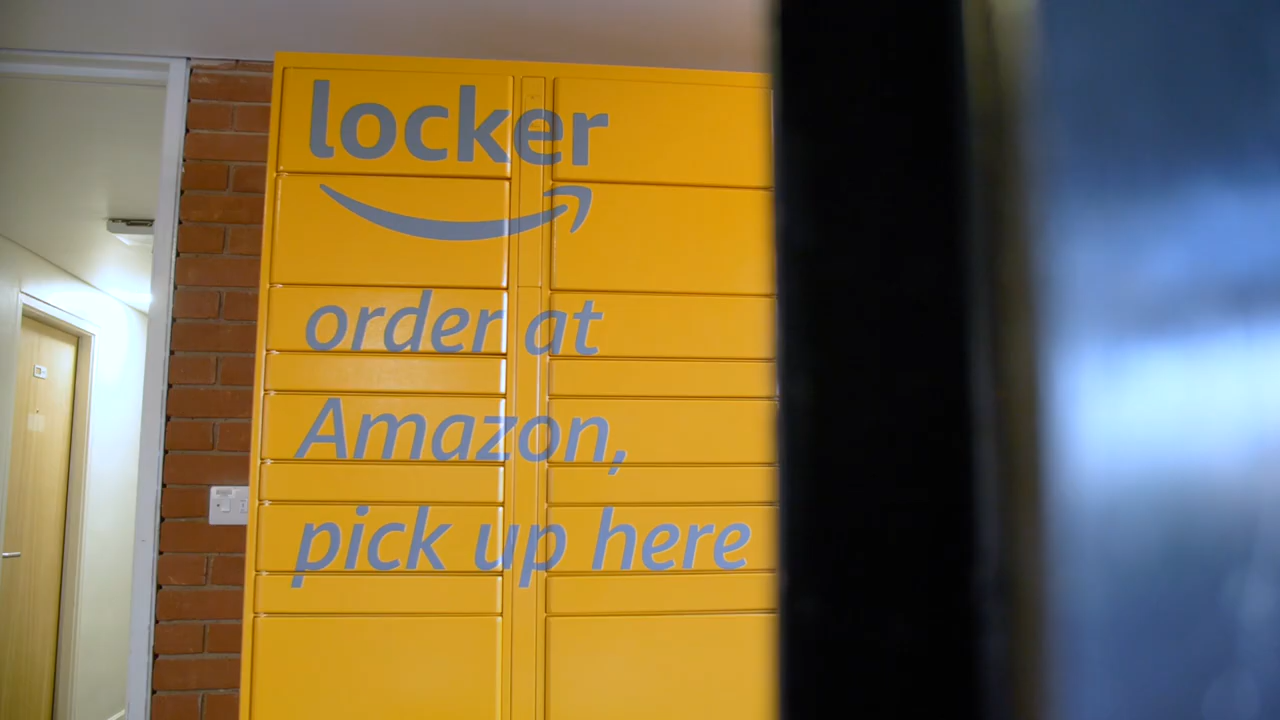 locker
order at
Amazon,
pick up here